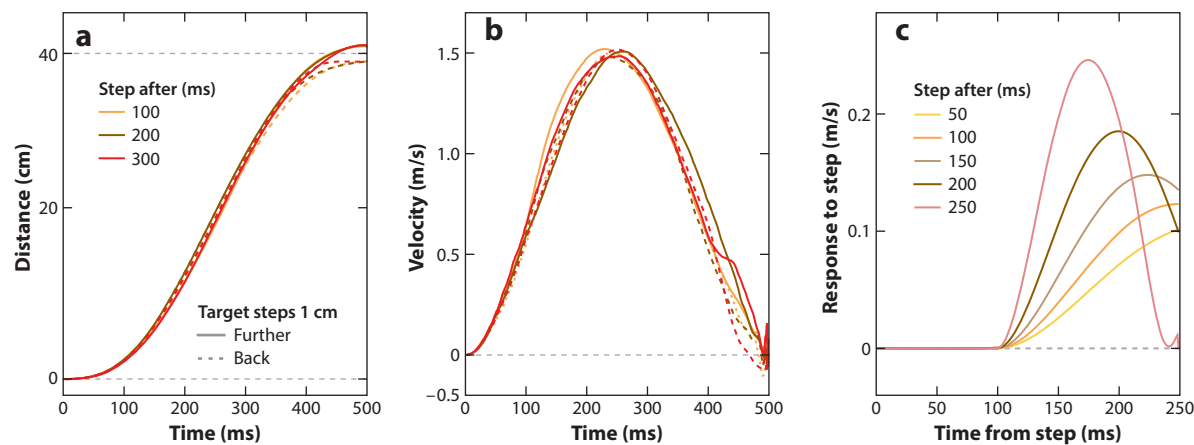 a
Distance (cm)
40
20
0
Step after (ms)
100
200
300
Target steps 1 cm
Further
Back
0 100 200 300 400 500
Time (ms)
b
Velocity (m/s)
1.5
1.0
0.5
0
−0.5
0 100 200 300 400 500
Time (ms)
c
Response to step (m/s)
0.2
0.1
0
Step after (ms)
50
100
150
200
250
0 50 100 150 200 250
Time from step (ms)